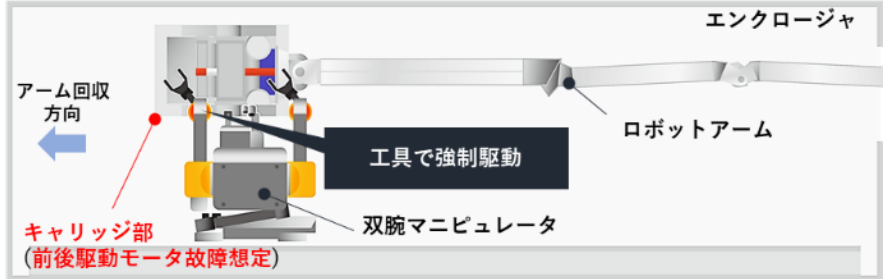 エンクロージャ
アーム回収
方向
ロボットアーム
工具で強制駆動
双腕マニピュレータ
キャリッジ部
(前後駆動モータ故障想定)